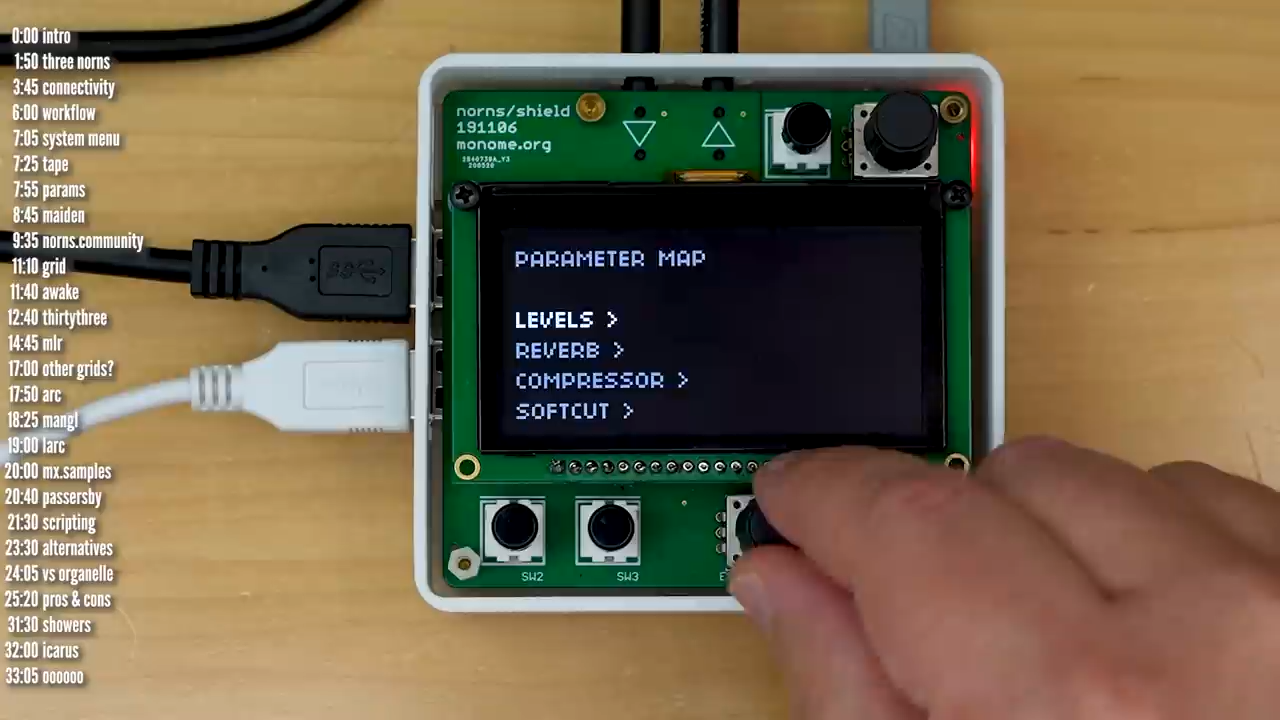 0:00 intro
1:50 three norns
3:45 connectivity
6:00 workflow
7:05 system menu
7:25 tape
7:55 params
8:45 maiden
9:35 norns.community
11:10 grid
11:40 awake
12:40 thirtythree
14:45 mlr
17:00 other grids?
17:50 arc
18:25 mangl
19:00 larc
20:00 mx.samples
20:40 passersby
21:30 scripting
23:30 alternatives
24:05 vs organelle
25:20 pros & cons
31:30 showers
32:00 icarus
33:05 oooooo
norns/shield
191106
monome.org
PARAMETER MAP
LEVELS >
REVERB >
COMPRESSOR >
SOFTCUT >
SW2
SW3